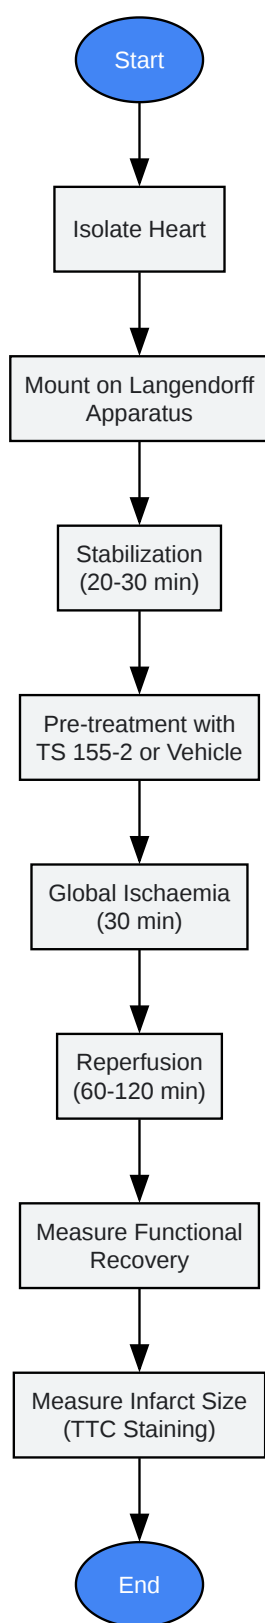 Start
Isolate Heart
Mount on Langendorff
Apparatus
Stabilization
(20-30 min)
Pre-treatment with
TS 155-2 or Vehicle
Global Ischaemia
(30 min)
Reperfusion
(60-120 min)
Measure Functional
Recovery
Measure Infarct Size
(TTC Staining)
End